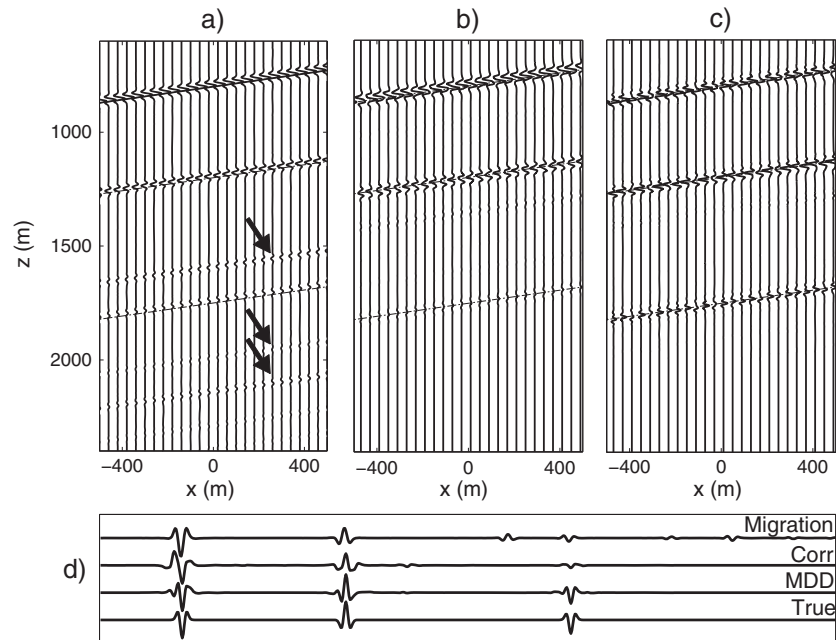 a)
b)
c)
z (m)
1000
1500
2000
−400
0
400
x (m)
−400
0
400
x (m)
−400
0
400
x (m)
d)
Migration
Corr
MDD
True